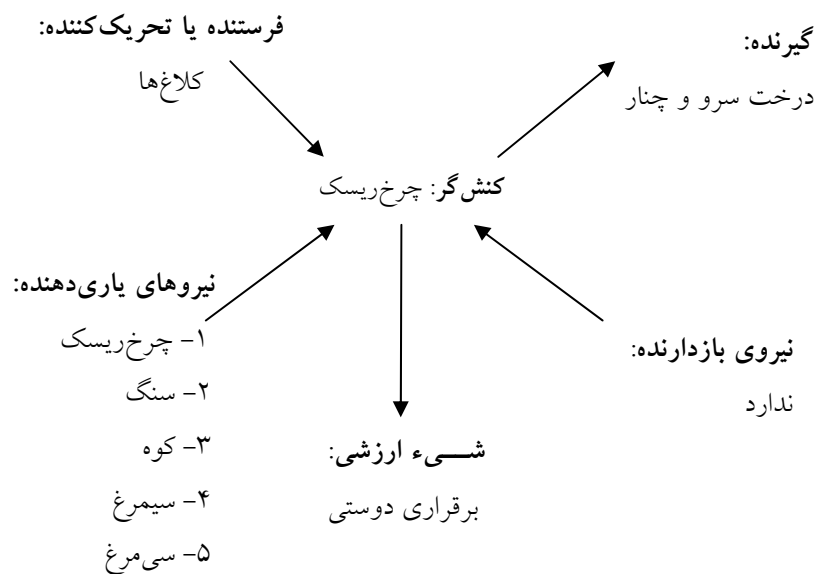 گیرنده:
درخت سرو و چنار
فرستنده یا تحریک‌کننده:
کلاغ‌ها
کنش‌گر: چرخ‌ریسک
نیروی بازدارنده:
ندارد
شـــیء ارزشی:
برقراری دوستی
نیروهای یاری‌دهنده:
۱- چرخ‌ریسک
۲- سنگ
۳- کوه
۴- سیمرغ
۵- سی‌مرغ